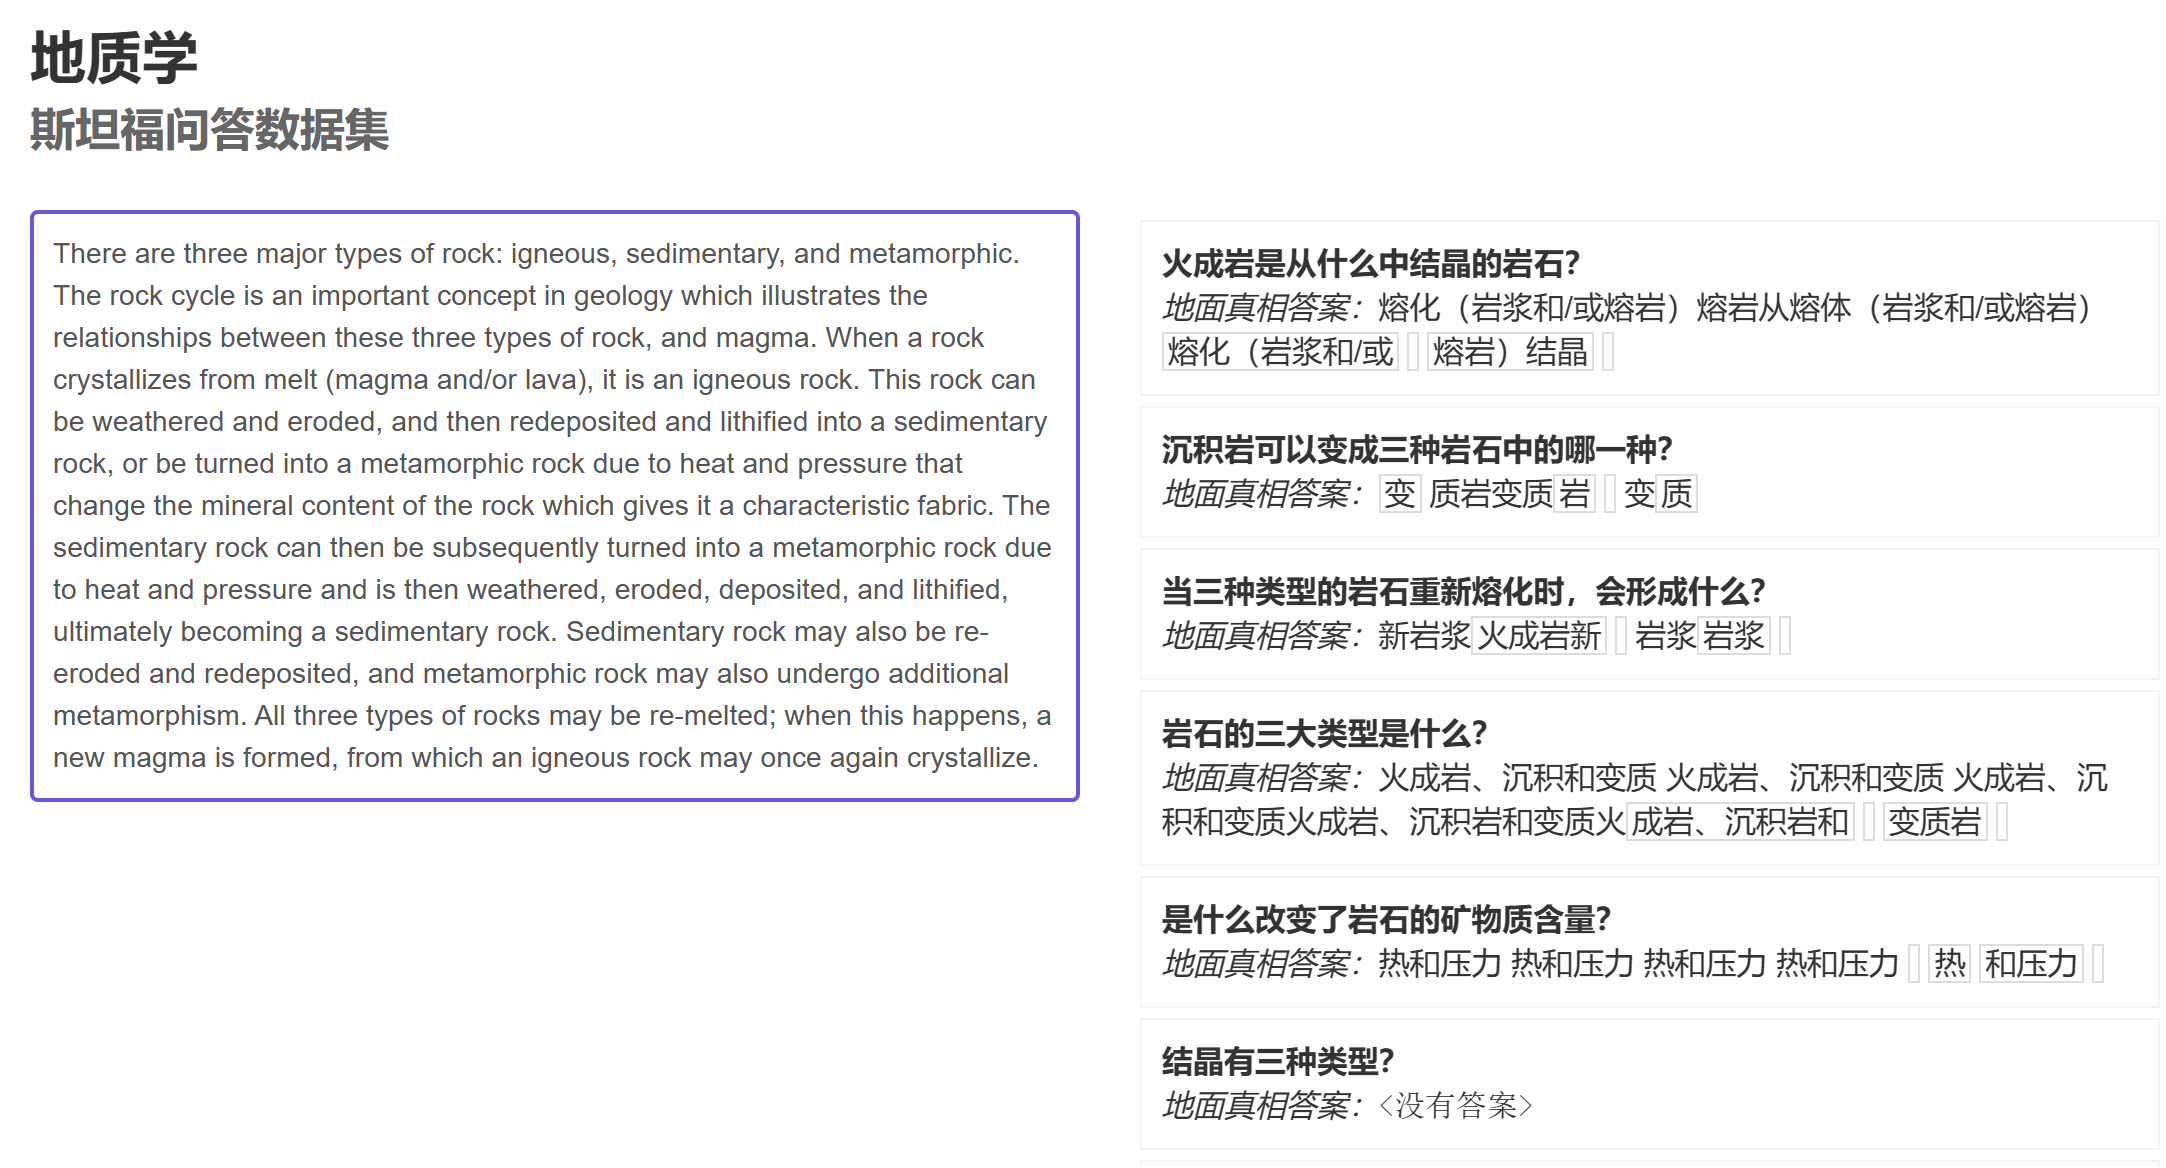 地质学
斯坦福问答数据集
There are three major types of rock: igneous, sedimentary, and metamorphic.
The rock cycle is an important concept in geology which illustrates the
relationships between these three types of rock, and magma. When a rock
crystallizes from melt (magma and/or lava), it is an igneous rock. This rock can
be weathered and eroded, and then redeposited and lithified into a sedimentary
rock, or be turned into a metamorphic rock due to heat and pressure that
change the mineral content of the rock which gives it a characteristic fabric. The
sedimentary rock can then be subsequently turned into a metamorphic rock due
to heat and pressure and is then weathered, eroded, deposited, and lithified,
ultimately becoming a sedimentary rock. Sedimentary rock may also be re-
eroded and redeposited, and metamorphic rock may also undergo additional
metamorphism. All three types of rocks may be re-melted; when this happens, a
new magma is formed, from which an igneous rock may once again crystallize.
火成岩是从什么中结晶的岩石？
地面真相答案：熔化（岩浆和/或熔岩）熔岩从熔体（岩浆和/或熔岩）
熔化（岩浆和/或 熔岩）结晶
沉积岩可以变成三种岩石中的哪一种？
地面真相答案：变 质岩变质岩 变质
当三种类型的岩石重新熔化时，会形成什么？
地面真相答案：新岩浆火成岩新 岩浆岩浆
岩石的三大类型是什么？
地面真相答案：火成岩、沉积和变质 火成岩、沉积和变质 火成岩、沉
积和变质火成岩、沉积岩和变质火成岩、沉积岩和 变质岩
是什么改变了岩石的矿物质含量？
地面真相答案：热和压力 热和压力 热和压力 热和压力 热 和压力
结晶有三种类型？
地面真相答案：<没有答案>